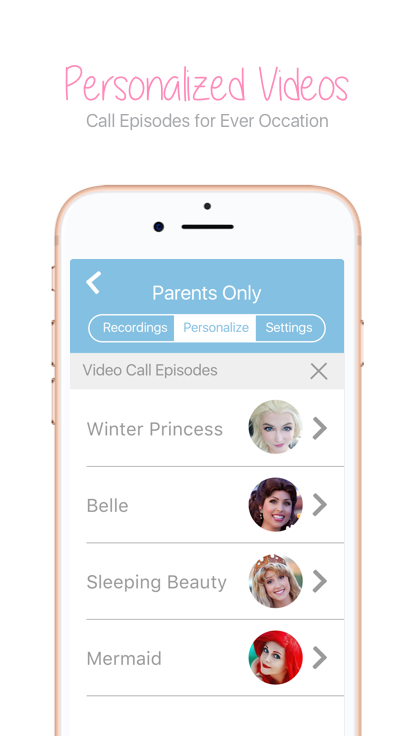 Personalized Videos
Call Episodes for Ever Occation
Parents Only
Recordings Personalize Settings
Video Call Episodes
Winter Princess
Belle
Sleeping Beauty
Mermaid